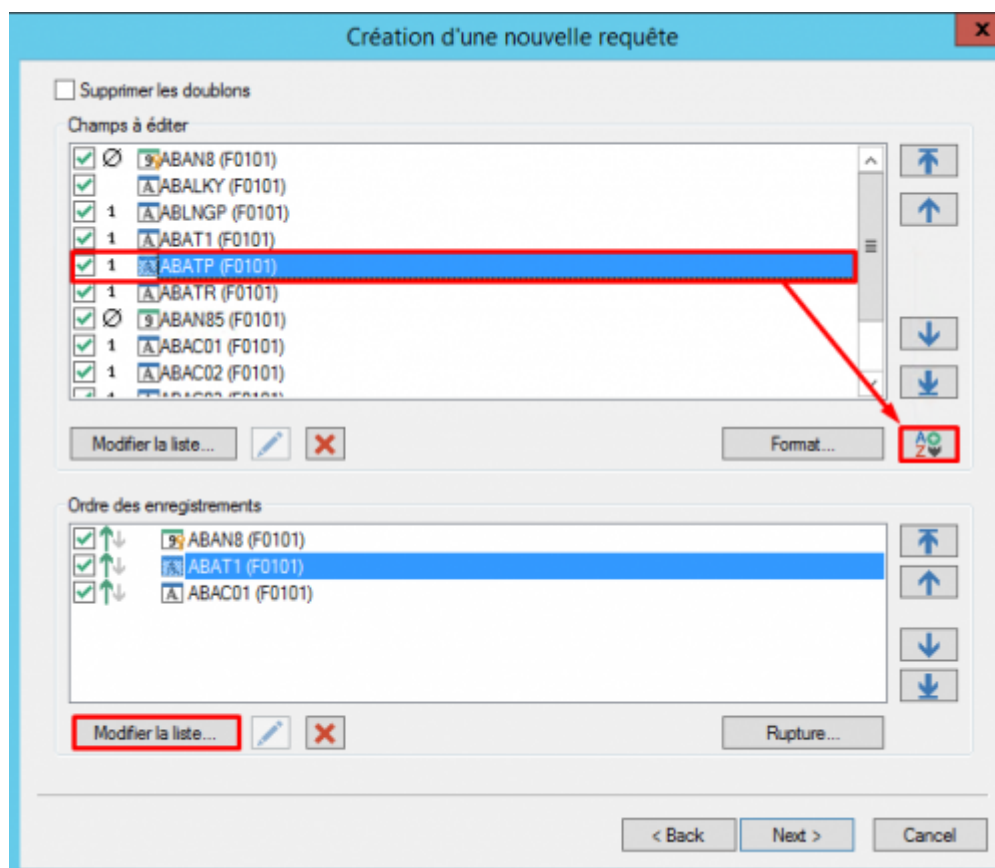 Création d'une nouvelle requête
Supprimer les doublons
Champs à éditer
ABAN8 (F0101)
ABALKY (F0101)
1 ABLNGP (F0101)
1 ABAT1 (F0101)
1 ABATP (F0101)
1 ABATR (F0101)
ABAN85 (F0101)
1 ABAC01 (F0101)
1 ABAC02 (F0101)
Modifier la liste...
Format...
Ordre des enregistrements
ABAN8 (F0101)
ABAT1 (F0101)
ABAC01 (F0101)
Modifier la liste...
Rupture...
< Back
Next >
Cancel